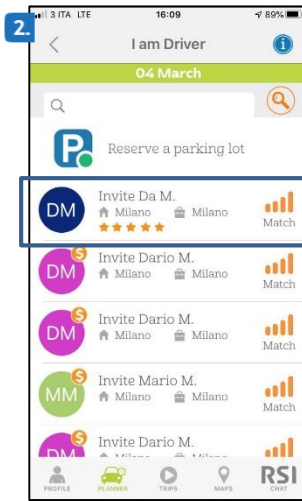 2.
3 ITA LTE 16:09 89%
I am Driver i
04 March
P Reserve a parking lot
DM Invite Da M.
Milano Milano
Match
DM $ Invite Dario M.
Milano Milano
Match
DM $ Invite Dario M.
Milano Milano
Match
MM $ Invite Mario M.
Milano Milano
Match
DM $ Invite Dario M.
Milano Milano
PROFILE PLANNER TRIPS MAPS RSI CHAT